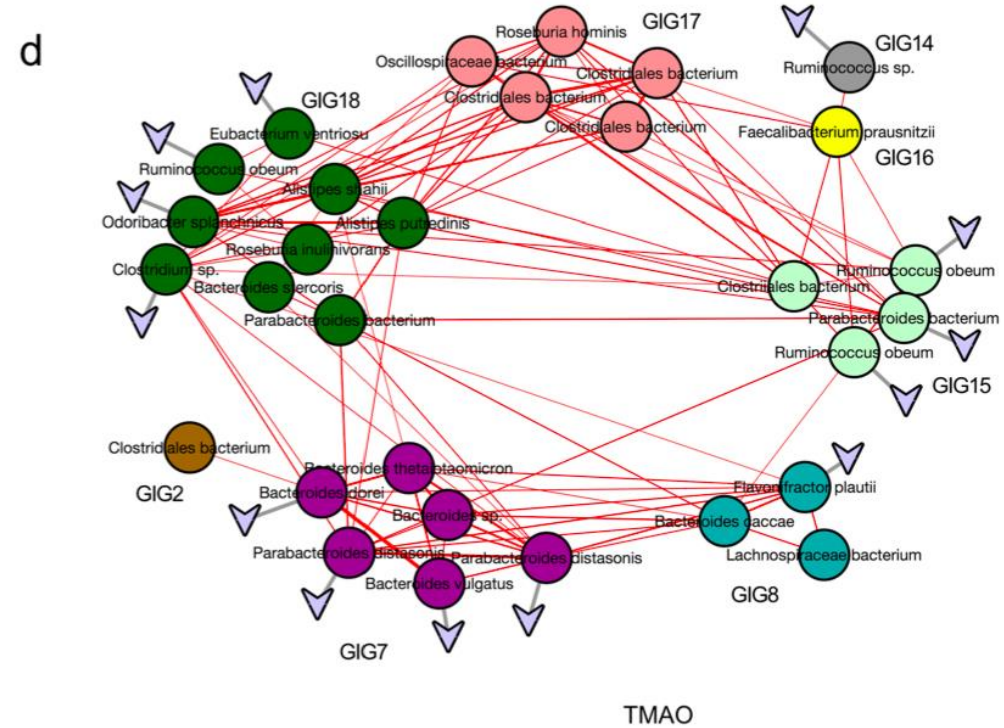 d
Roseburia hominis
GIG17
Oscillospiraceae bacterium
Clostridiales bacterium
Clostridiales bacterium
Clostridiales bacterium
GIG14
Ruminococcus sp.
Faecalibacterium prausnitzii
GIG16
GIG18
Eubacterium ventriosu
Ruminococcus obeum
Alistipes shahii
Odoribacter splanchnicus
Alistipes putredinis
Roseburia inulinivorans
Clostridium sp.
Bacteroides stercoris
Parabacteroides bacterium
Ruminococcus obeum
Clostriiales bacterium
Parabacteroides bacterium
Ruminococcus obeum
GIG15
Clostridiales bacterium
GIG2
Bacteroides thetaiotaomicron
Bacteroides dorei
Bacteroides sp.
Parabacteroides distasonis
Parabacteroides distasonis
Bacteroides vulgatus
GIG7
Flavonifractor plautii
Bacteroides caccae
Lachnospiraceae bacterium
GIG8
TMAO